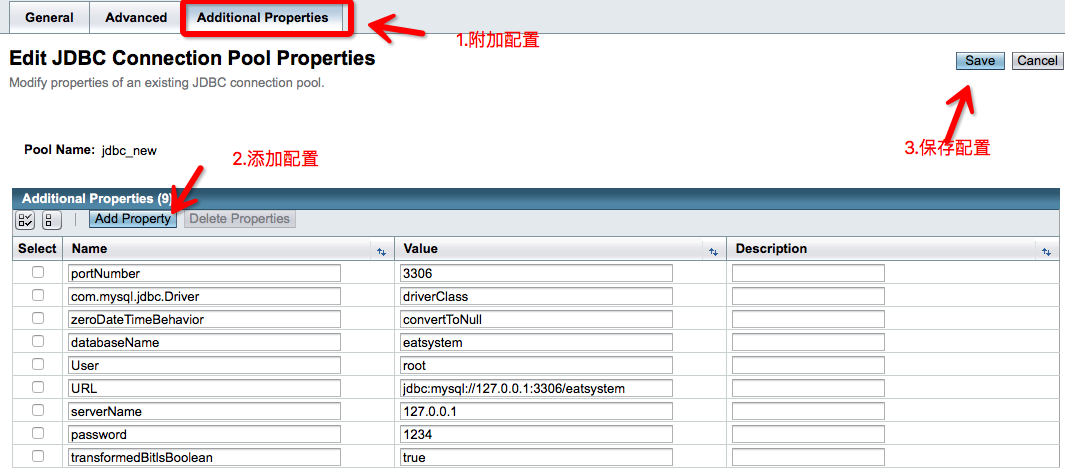 General Advanced Additional Properties
1.附加配置
Edit JDBC Connection Pool Properties
Save Cancel
Modify properties of an existing JDBC connection pool.
3.保存配置
Pool Name: jdbc_new
2.添加配置
Additional Properties (9)
Add Property Delete Properties
Select Name Value Description
portNumber 3306
com.mysql.jdbc.Driver driverClass
zeroDateTimeBehavior convertToNull
databaseName eatsystem
User root
URL jdbc:mysql://127.0.0.1:3306/eatsystem
serverName 127.0.0.1
password 1234
transformedBitIsBoolean true